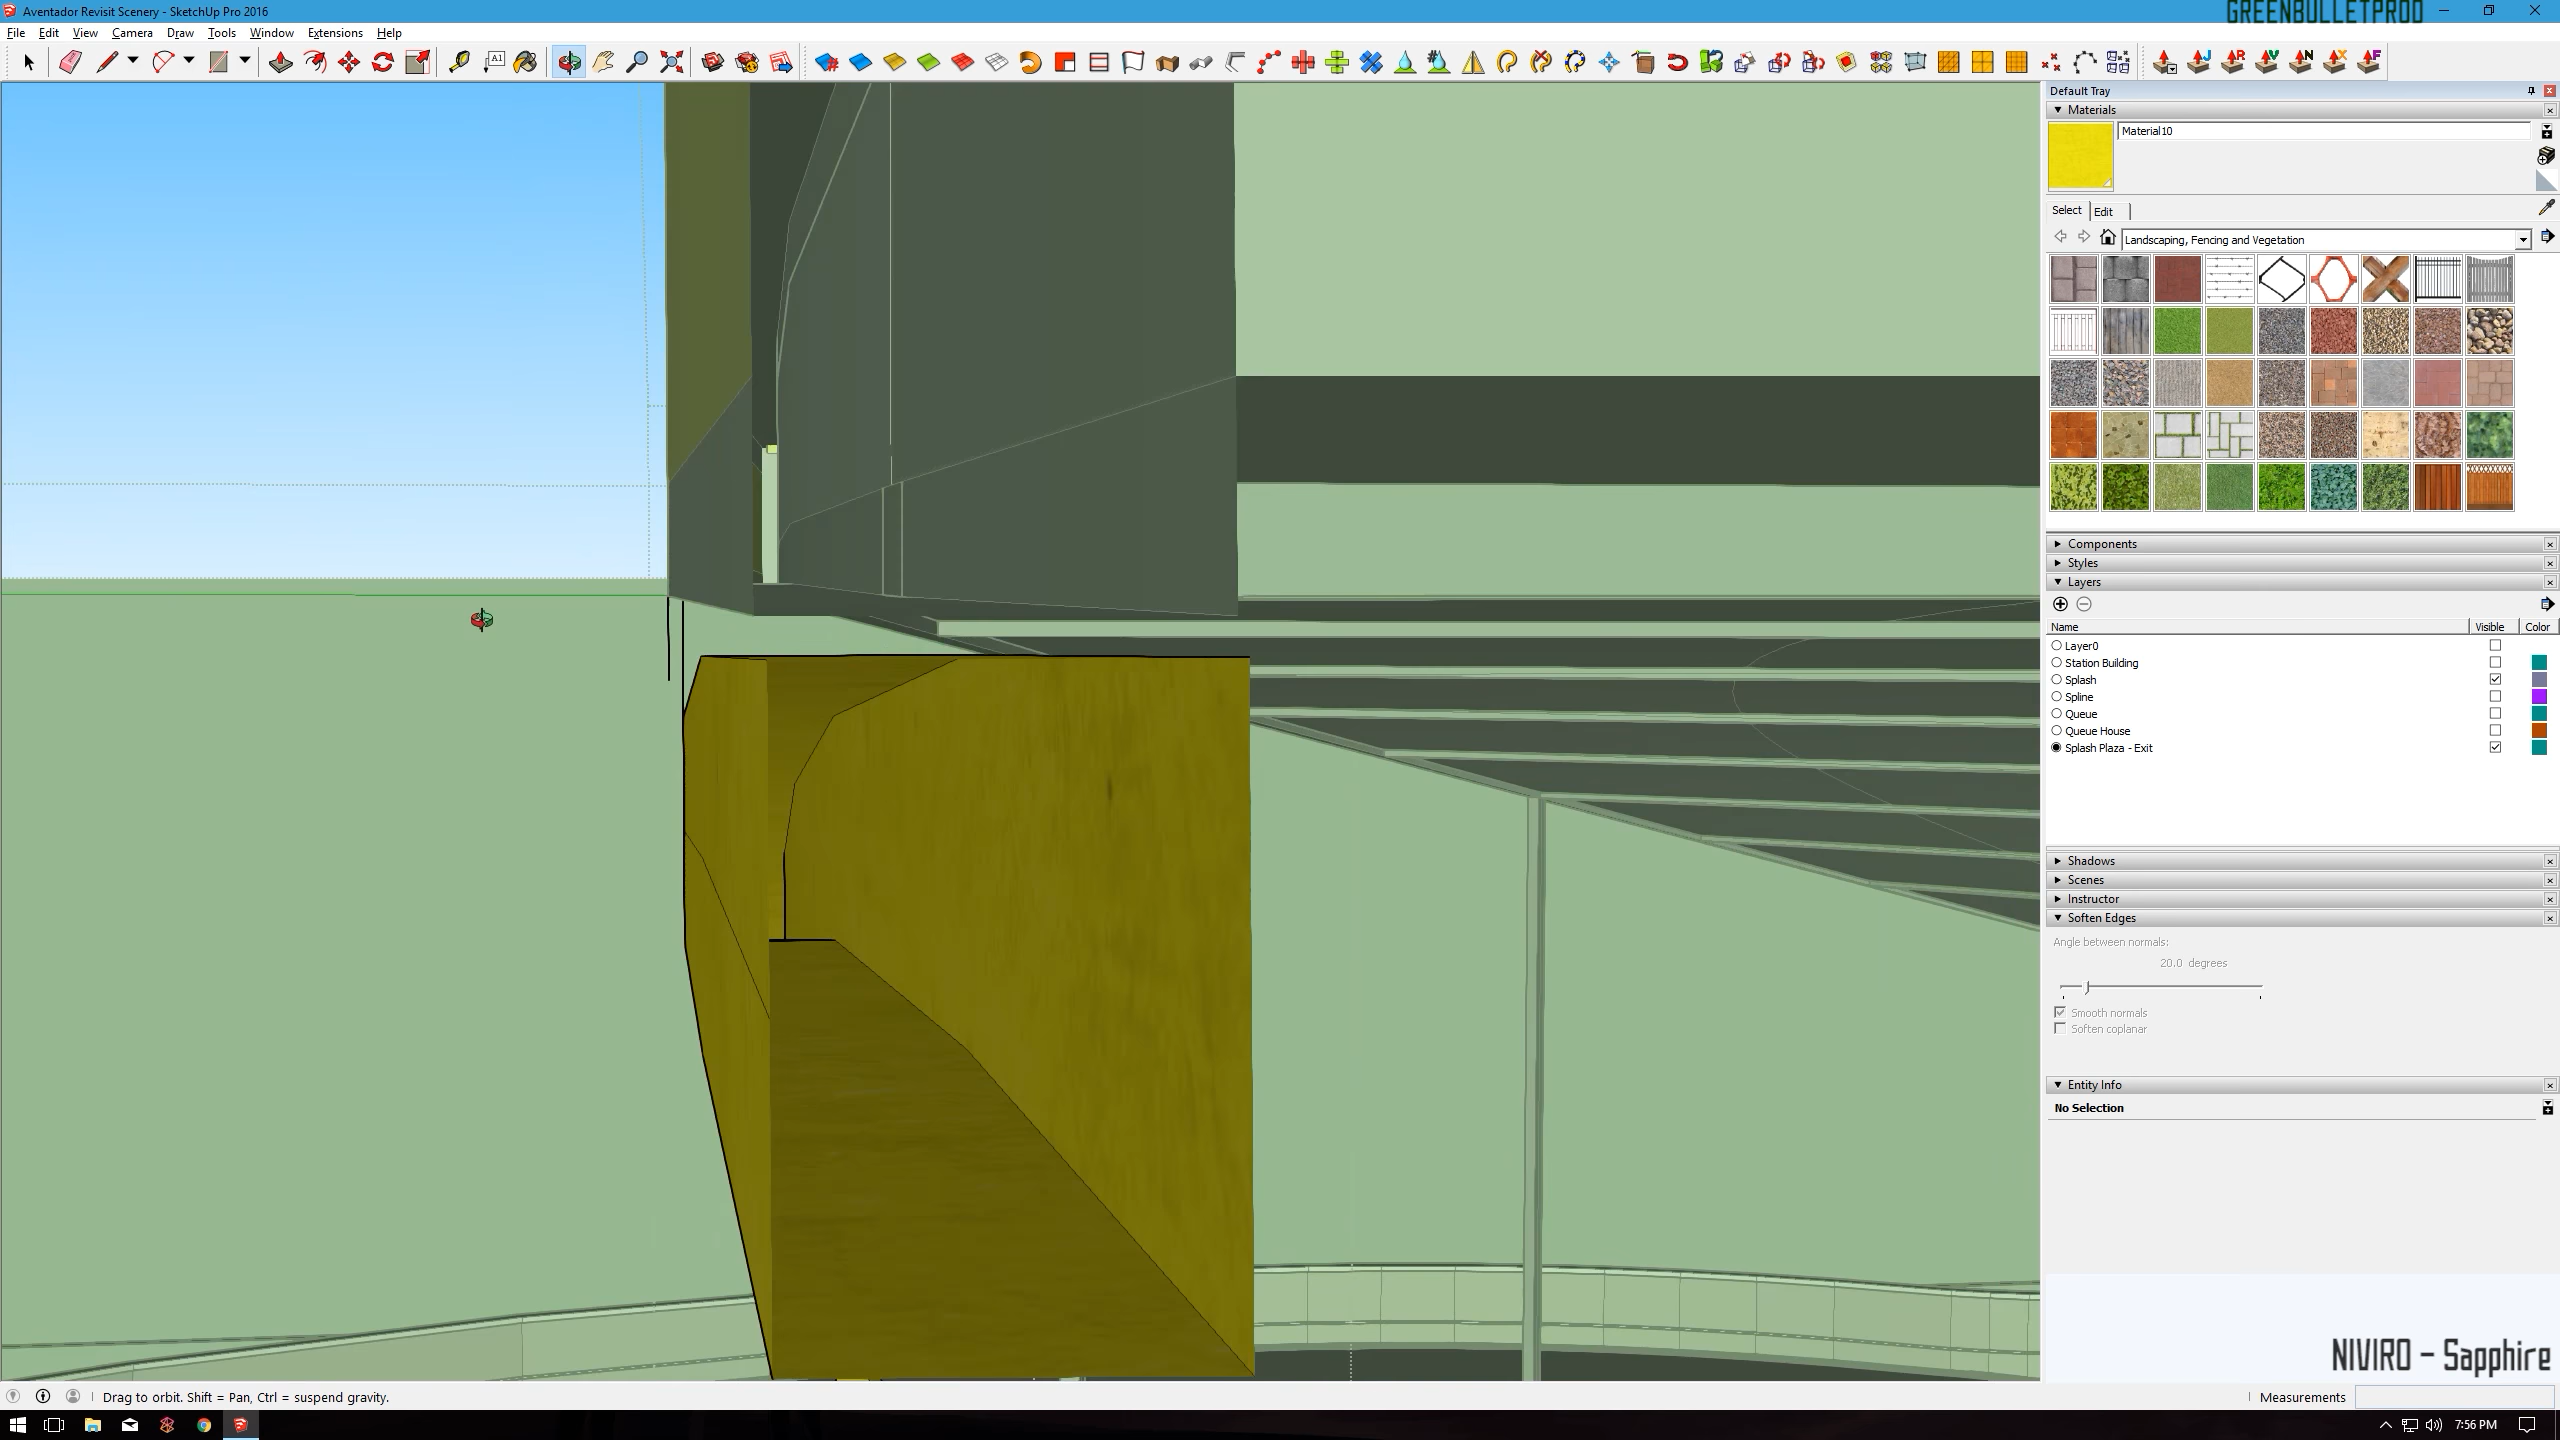 Aventador Revisit Scenery - SketchUp Pro 2016
GREENBULLETPROD
File Edit View Camera Draw Tools Window Extensions Help
Default Tray
Materials
Material10
Select Edit
Landscaping, Fencing and Vegetation
Components
Styles
Layers
Name Visible Color
Layer0
Station Building
Splash
Spline
Queue
Queue House
Splash Plaza - Exit
Shadows
Scenes
Instructor
Soften Edges
Angle between normals:
20.0 degrees
Smooth normals
Soften coplanar
Entity Info
No Selection
NIVIRO - Sapphire
Drag to orbit. Shift = Pan, Ctrl = suspend gravity.
Measurements
7:56 PM